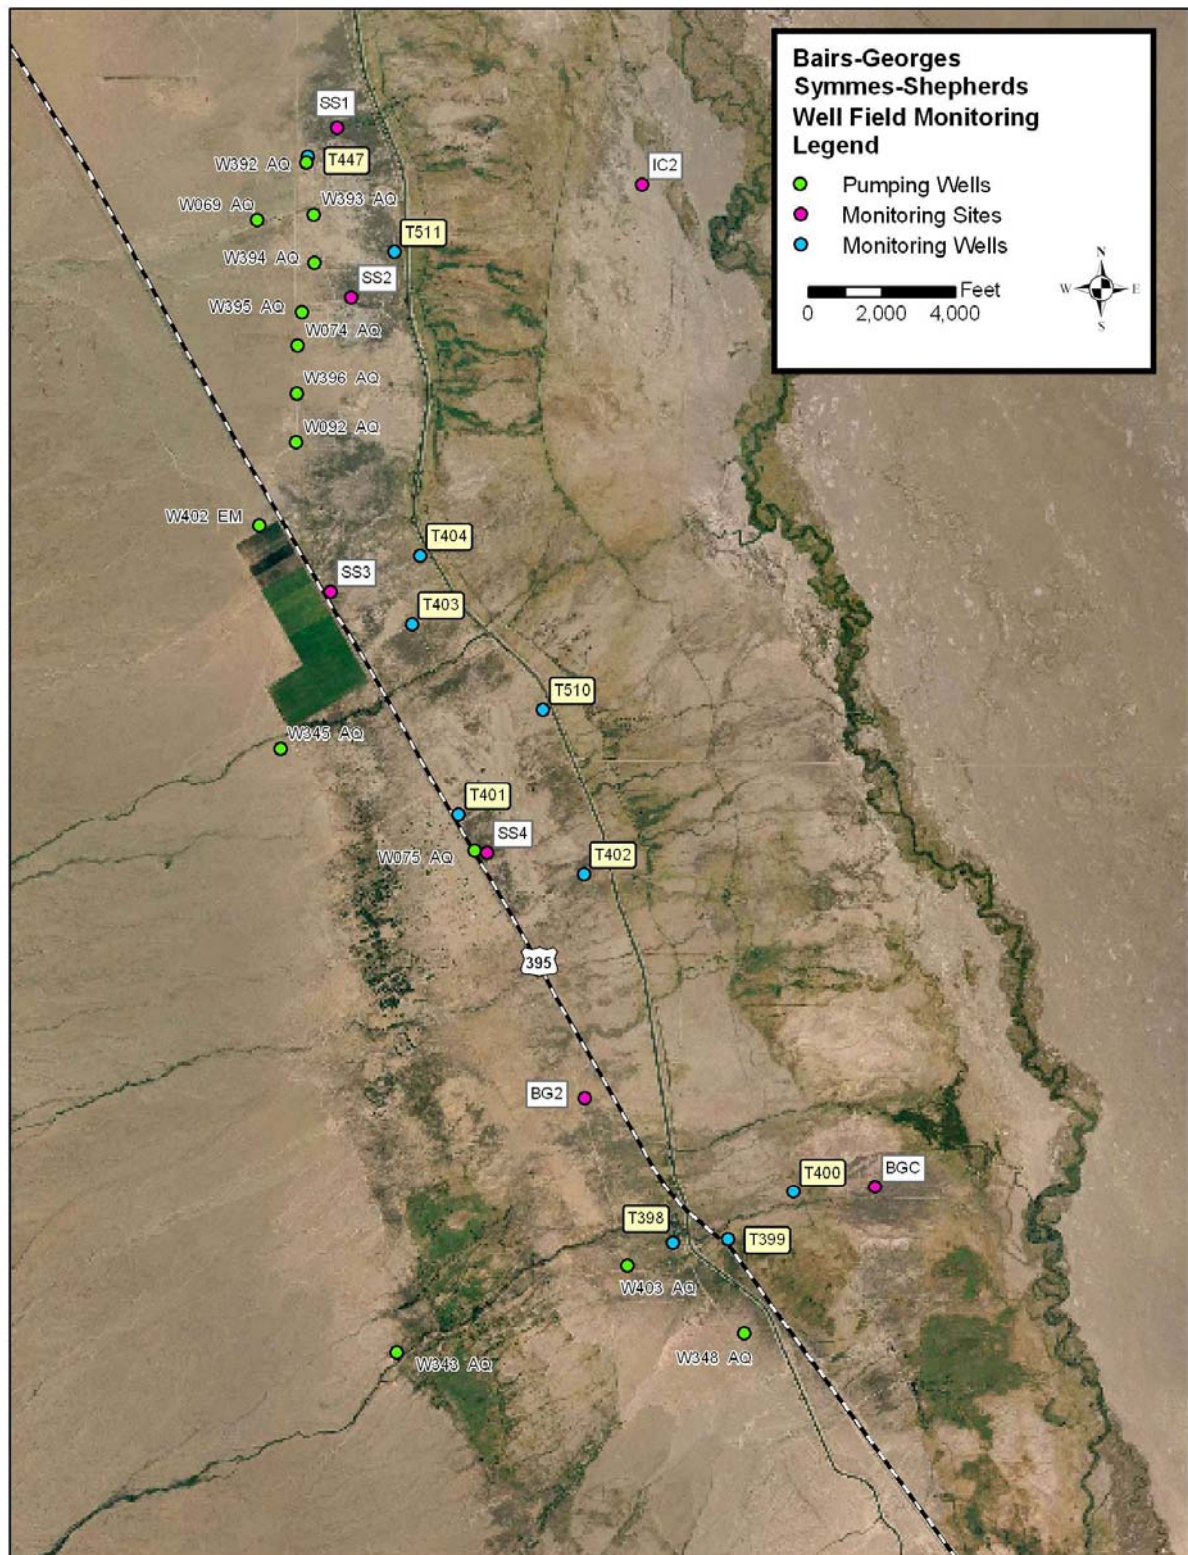 Bairs-Georges
Symmes-Shepherds
Well Field Monitoring
Legend
Pumping Wells
Monitoring Sites
Monitoring Wells
Feet
0 2,000 4,000
N
W E
S
SS1
W392 AQ
T447
IC2
W069 AQ
W393 AQ
T511
W394 AQ
SS2
W395 AQ
W074 AQ
W396 AQ
W092 AQ
W402 EM
T404
SS3
T403
T510
W345 AQ
T401
SS4
W075 AQ
T402
395
BG2
T400
BGC
T398
T399
W403 AQ
W343 AQ
W348 AQ